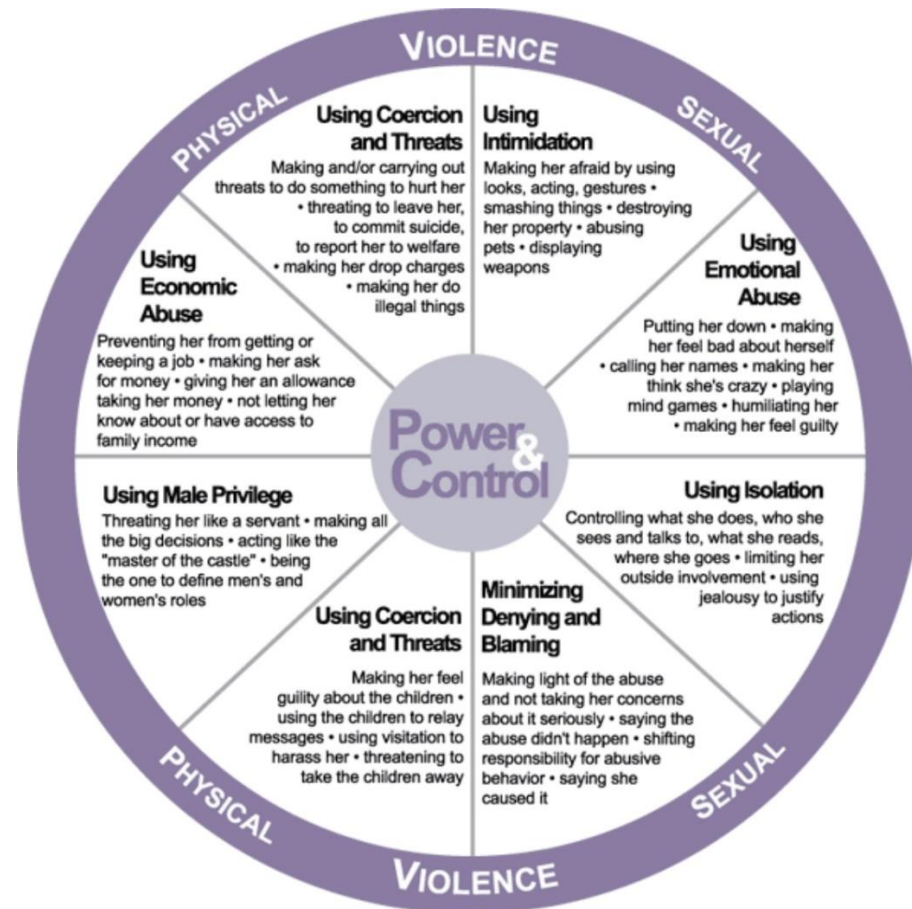 VIOLENCE
PHYSICAL
SEXUAL
Using Coercion
and Threats
Making and/or carrying out
threats to do something to hurt her
• threating to leave her,
to commit suicide,
to report her to welfare
• making her drop charges
• making her do
illegal things
Using
Intimidation
Making her afraid by using
looks, acting, gestures •
smashing things • destroying
her property • abusing
pets • displaying
weapons
Using
Economic
Abuse
Preventing her from getting or
keeping a job • making her ask
for money • giving her an allowance
taking her money • not letting her
know about or have access to
family income
Using
Emotional
Abuse
Putting her down • making
her feel bad about herself
• calling her names • making her
think she's crazy • playing
mind games • humiliating her
• making her feel guilty
Power
&
Control
Using Male Privilege
Threating her like a servant • making all
the big decisions • acting like the
"master of the castle" • being
the one to define men's and
women's roles
Using Isolation
Controlling what she does, who she
sees and talks to, what she reads,
where she goes • limiting her
outside involvement • using
jealousy to justify
actions
Using Coercion
and Threats
Making her feel
guility about the children •
using the children to relay
messages • using visitation to
harass her • threatening to
take the children away
Minimizing
Denying and
Blaming
Making light of the abuse
and not taking her concerns
about it seriously • saying the
abuse didn't happen • shifting
responsibility for abusive
behavior • saying she
caused it
PHYSICAL
SEXUAL
VIOLENCE